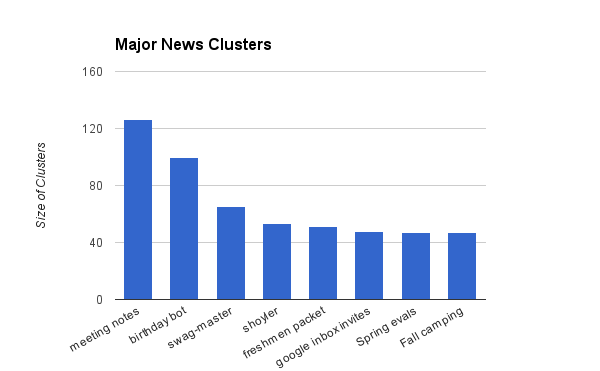 Major News Clusters
160
120
80
40
0
Size of Clusters
meeting notes
birthday bot
swag-master
shoyler
freshmen packet
google inbox invites
Spring evals
Fall camping